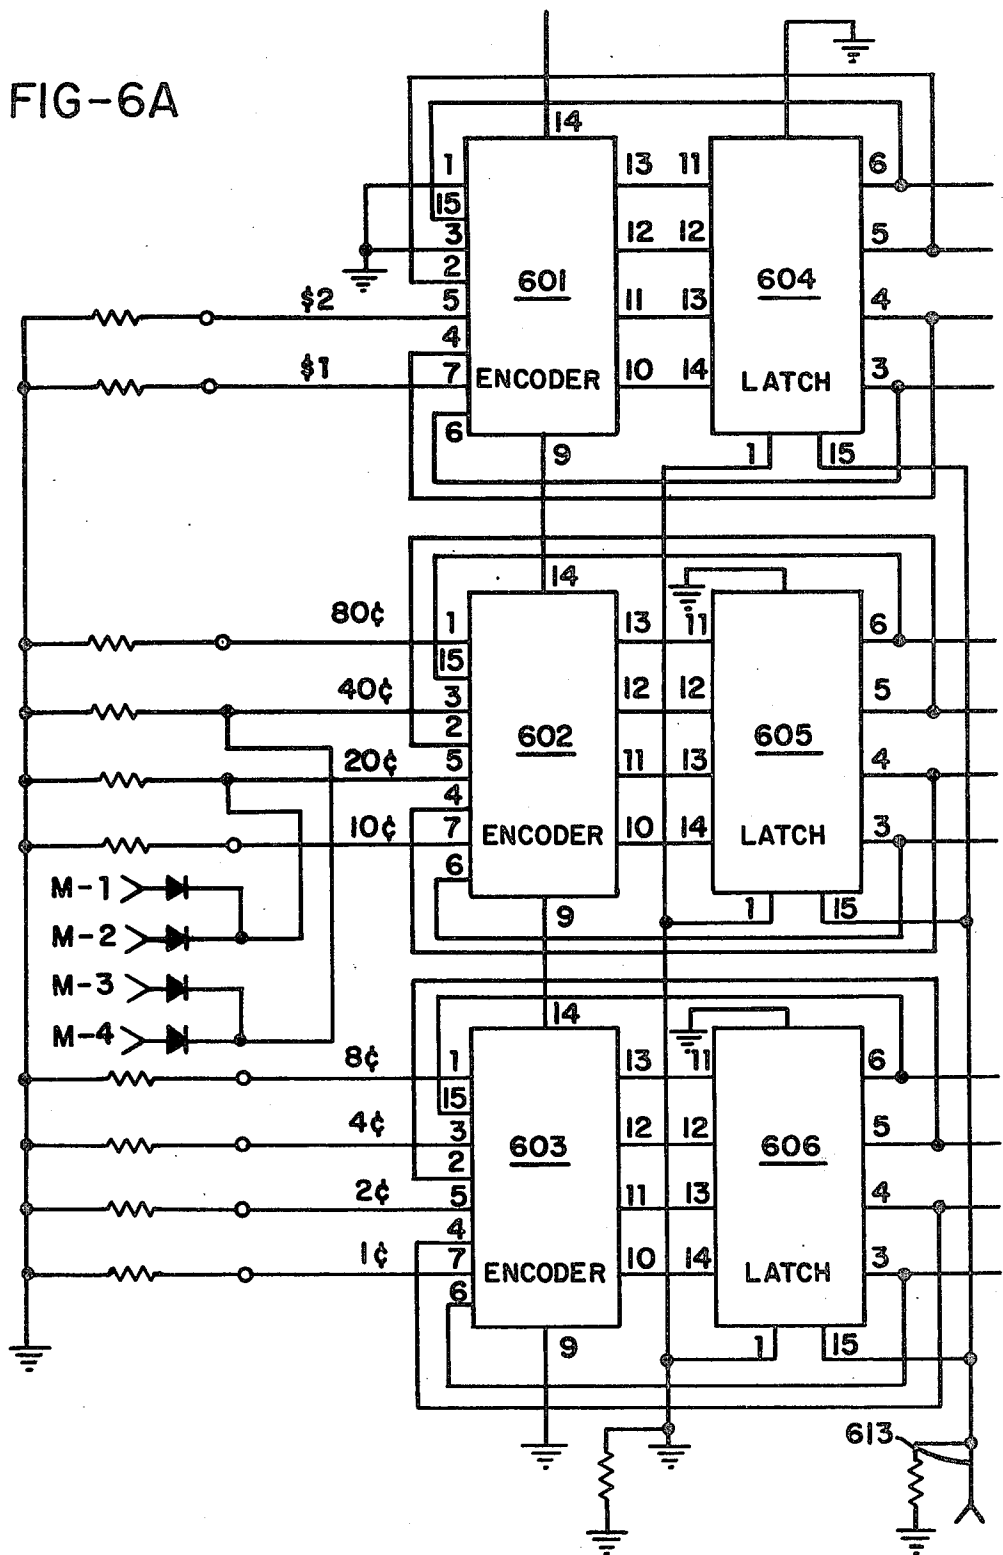 FIG-6A
14
1 13 11 6
15
3 12 12 5
2 601 604
$2 5 11 13 4
4
$1 7 ENCODER 10 14 LATCH 3
6
9 1 15
14
80¢ 1 13 11 6
15
40¢ 3 12 12 5
2 602 605
20¢ 5 11 13 4
4
10¢ 7 ENCODER 10 14 LATCH 3
6
M-1
9 1 15
M-2
M-3
14
M-4
8¢ 1 13 11 6
15
4¢ 3 12 12 5
2 603 606
2¢ 5 11 13 4
4
1¢ 7 ENCODER 10 14 LATCH 3
6
9 1 15
613